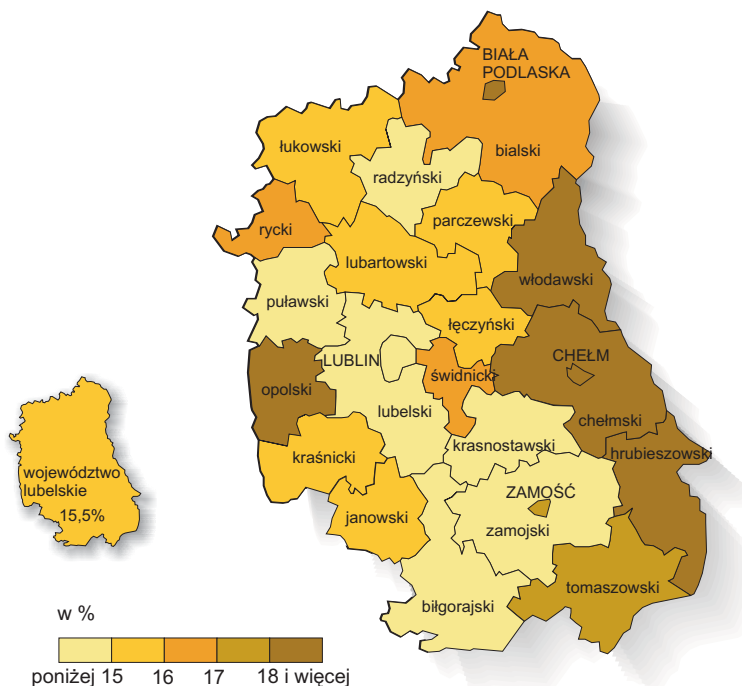 BIAŁA
PODLASKA
łukowski
bialski
radzyński
parczewski
rycki
lubartowski
włodawski
puławski
łęczyński
LUBLIN
CHEŁM
świdnicki
opolski
lubelski
chełmski
krasnostawski
hrubieszowski
kraśnicki
województwo
lubelskie
15,5%
ZAMOŚĆ
janowski
zamojski
tomaszowski
biłgorajski
w %
poniżej 15 16 17 18 i więcej